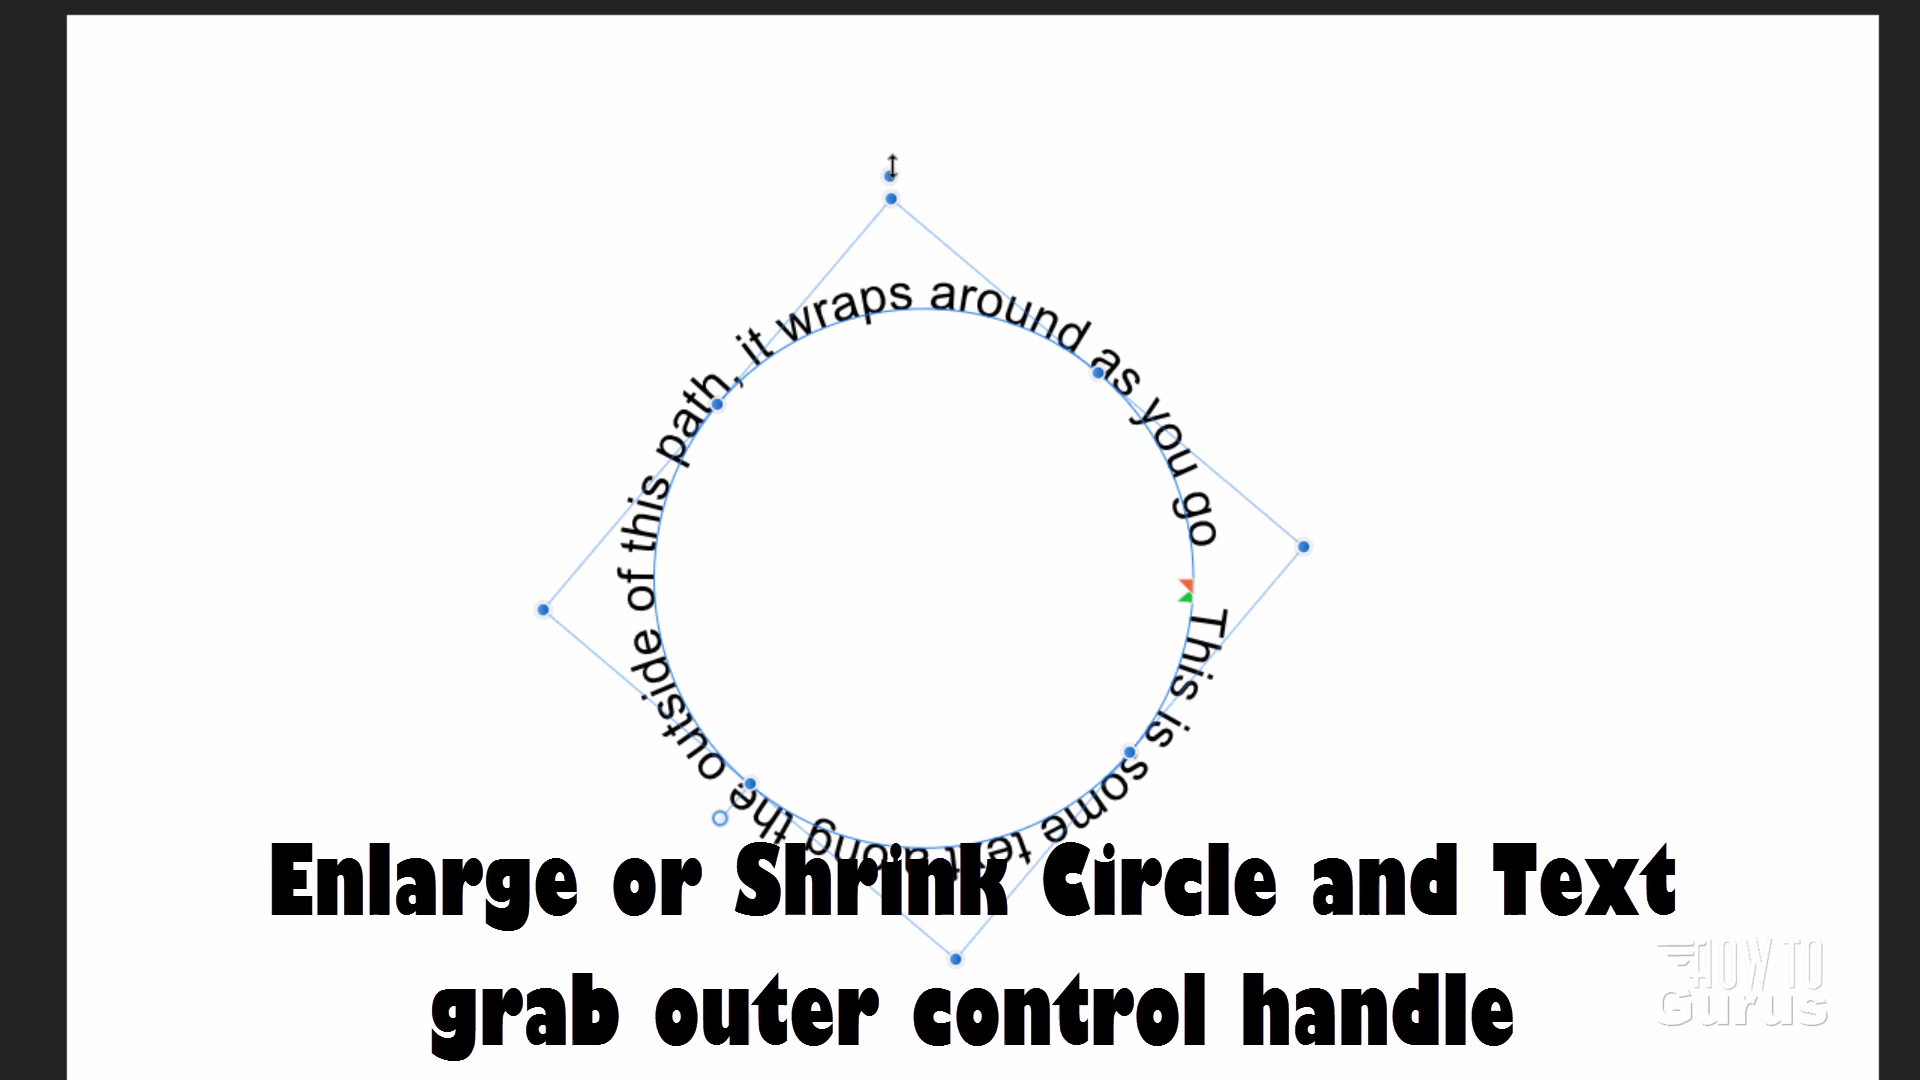 This is some text along the outside of this path, it wraps around as you go
Enlarge or Shrink Circle and Text
grab outer control handle
HOW TO
Gurus